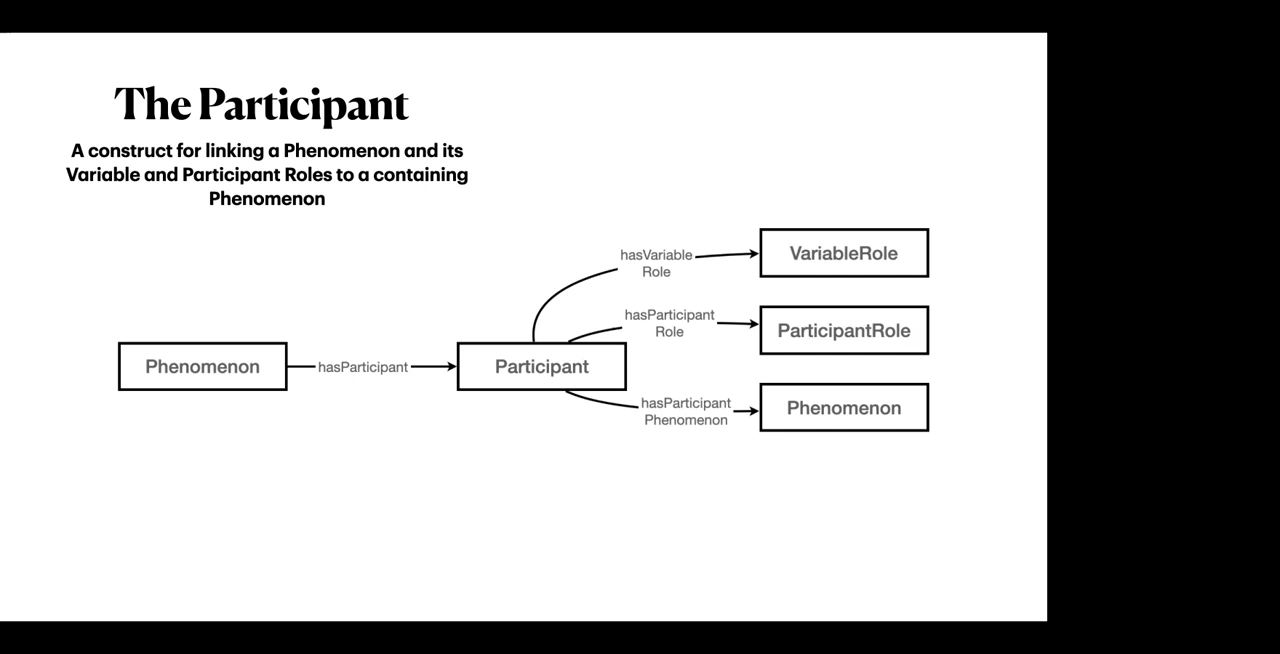 The Participant
A construct for linking a Phenomenon and its
Variable and Participant Roles to a containing
Phenomenon
hasVariable
Role
VariableRole
hasParticipant
Role
ParticipantRole
Phenomenon
hasParticipant
Participant
hasParticipant
Phenomenon
Phenomenon